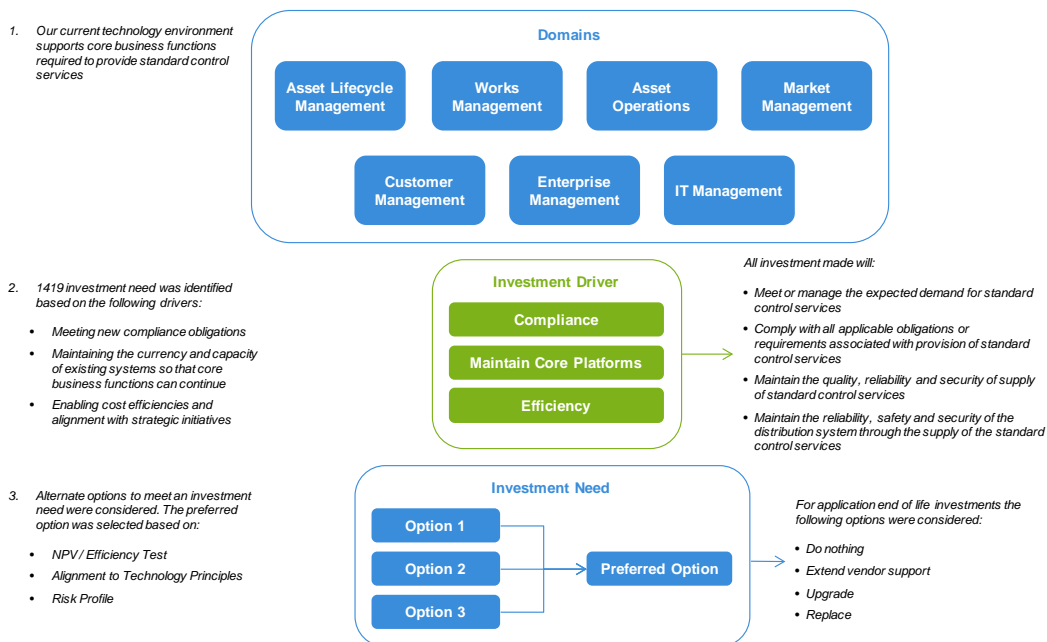 1. Our current technology environment
supports core business functions
required to provide standard control
services
Domains
Asset Lifecycle
Management
Works
Management
Asset
Operations
Market
Management
Customer
Management
Enterprise
Management
IT Management
2. 1419 investment need was identified
based on the following drivers:
• Meeting new compliance obligations
• Maintaining the currency and capacity
of existing systems so that core
business functions can continue
• Enabling cost efficiencies and
alignment with strategic initiatives
Investment Driver
Compliance
Maintain Core Platforms
Efficiency
All investment made will:
• Meet or manage the expected demand for standard
control services
• Comply with all applicable obligations or
requirements associated with provision of standard
control services
• Maintain the quality, reliability and security of supply
of standard control services
• Maintain the reliability, safety and security of the
distribution system through the supply of the standard
control services
3. Alternate options to meet an investment
need were considered. The preferred
option was selected based on:
• NPV / Efficiency Test
• Alignment to Technology Principles
• Risk Profile
Investment Need
Option 1
Option 2
Option 3
Preferred Option
For application end of life investments the
following options were considered:
• Do nothing
• Extend vendor support
• Upgrade
• Replace